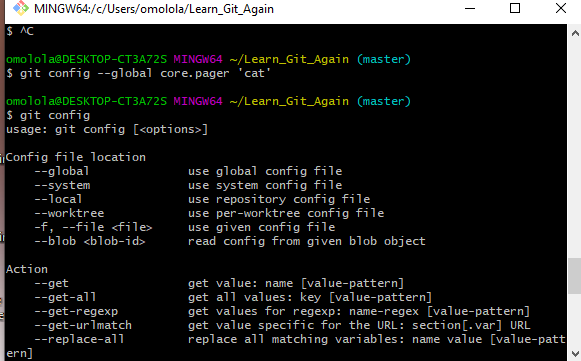 MINGW64:/c/Users/omolola/Learn_Git_Again
$ ^C
omolola@DESKTOP-CT3A72S MINGW64 ~/Learn_Git_Again (master)
$ git config --global core.pager 'cat'
omolola@DESKTOP-CT3A72S MINGW64 ~/Learn_Git_Again (master)
$ git config
usage: git config [<options>]
Config file location
--global use global config file
--system use system config file
--local use repository config file
--worktree use per-worktree config file
-f, --file <file> use given config file
--blob <blob-id> read config from given blob object
Action
--get get value: name [value-pattern]
--get-all get all values: key [value-pattern]
--get-regexp get values for regexp: name-regex [value-pattern]
--get-urlmatch get value specific for the URL: section[.var] URL
--replace-all replace all matching variables: name value [value-patt
ern]